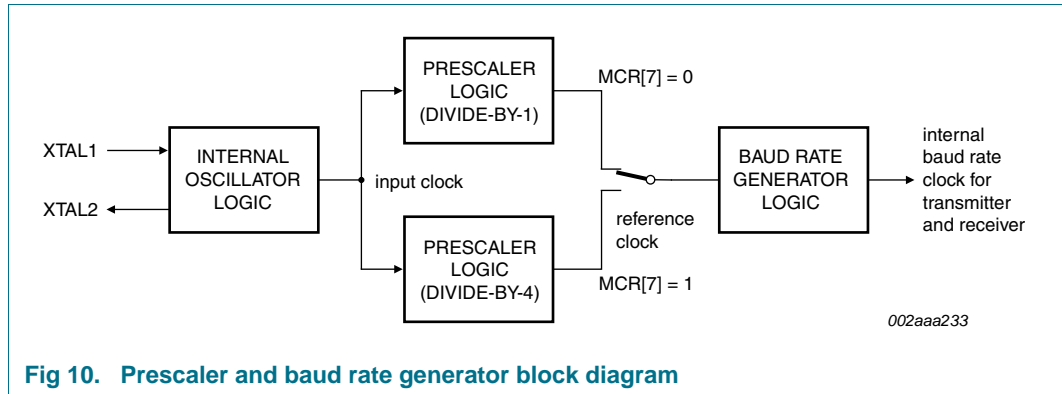 XTAL1
XTAL2
INTERNAL
OSCILLATOR
LOGIC
input clock
PRESCALER
LOGIC
(DIVIDE-BY-1)
MCR[7] = 0
PRESCALER
LOGIC
(DIVIDE-BY-4)
MCR[7] = 1
reference
clock
BAUD RATE
GENERATOR
LOGIC
internal
baud rate
clock for
transmitter
and receiver
002aaa233
Fig 10. Prescaler and baud rate generator block diagram